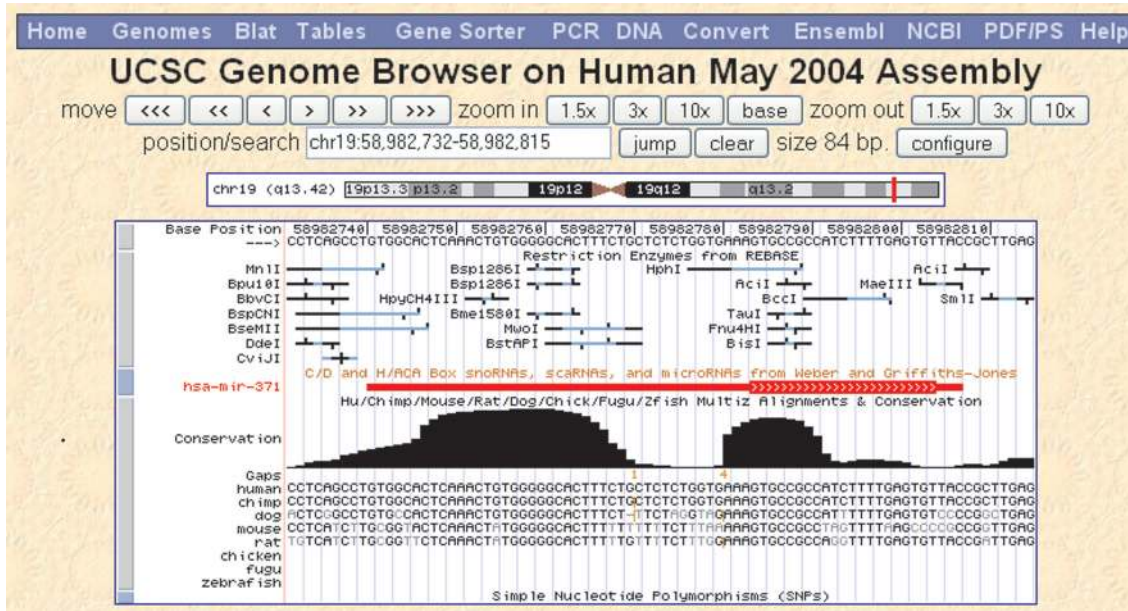 Home Genomes Blat Tables Gene Sorter PCR DNA Convert Ensembl NCBI PDF/PS Help
UCSC Genome Browser on Human May 2004 Assembly
move <<< << < > >> >>> zoom in 1.5x 3x 10x base zoom out 1.5x 3x 10x
position/search chr19:58,982,732-58,982,815 jump clear size 84 bp. configure
chr19 (q13.42) 19p13.3 p13.2 19p12 19q12 q13.2
Base Position 58982740 58982750 58982760 58982770 58982780 58982790 58982800 58982810
---> CCTCAGCCTGTGGCACTCAAACTGTGGGGGCACTTTCTGCTCTCTGGTGAAAGTGCCGCCATCTTTTGAGTGTTACCGCTTGAG
Restriction Enzymes from REBASE
MnlI Bsp1286I HphI AciI
Bpu10I Bsp1286I AciI MaeIII
BbvCI HpyCH4III BccI SmlI
BspCNI Bme1580I TauI
BseMII MwoI Fnu4HI
DdeI BstAPI BisI
CviJI
C/D and H/ACA Box snoRNAs, scaRNAs, and microRNAs from Weber and Griffiths-Jones
hsa-mir-371
Hu/Chimp/Mouse/Rat/Dog/Chick/Fugu/Zfish Multiz Alignments & Conservation
Conservation
Gaps 1 4
human CCTCAGCCTGTGGCACTCAAACTGTGGGGGCACTTTCTGCTCTCTGGTGAAAGTGCCGCCATCTTTTGAGTGTTACCGCTTGAG
chimp CCTCAGCCTGTGGCACTCAAACTGTGGGGGCACTTTCTGCTCTCTGGTGAAAGTGCCGCCATCTTTTGAGTGTTACCGCTTGAG
dog
mouse
rat
chicken
fugu
zebrafish
Simple Nucleotide Polymorphisms (SNPs)